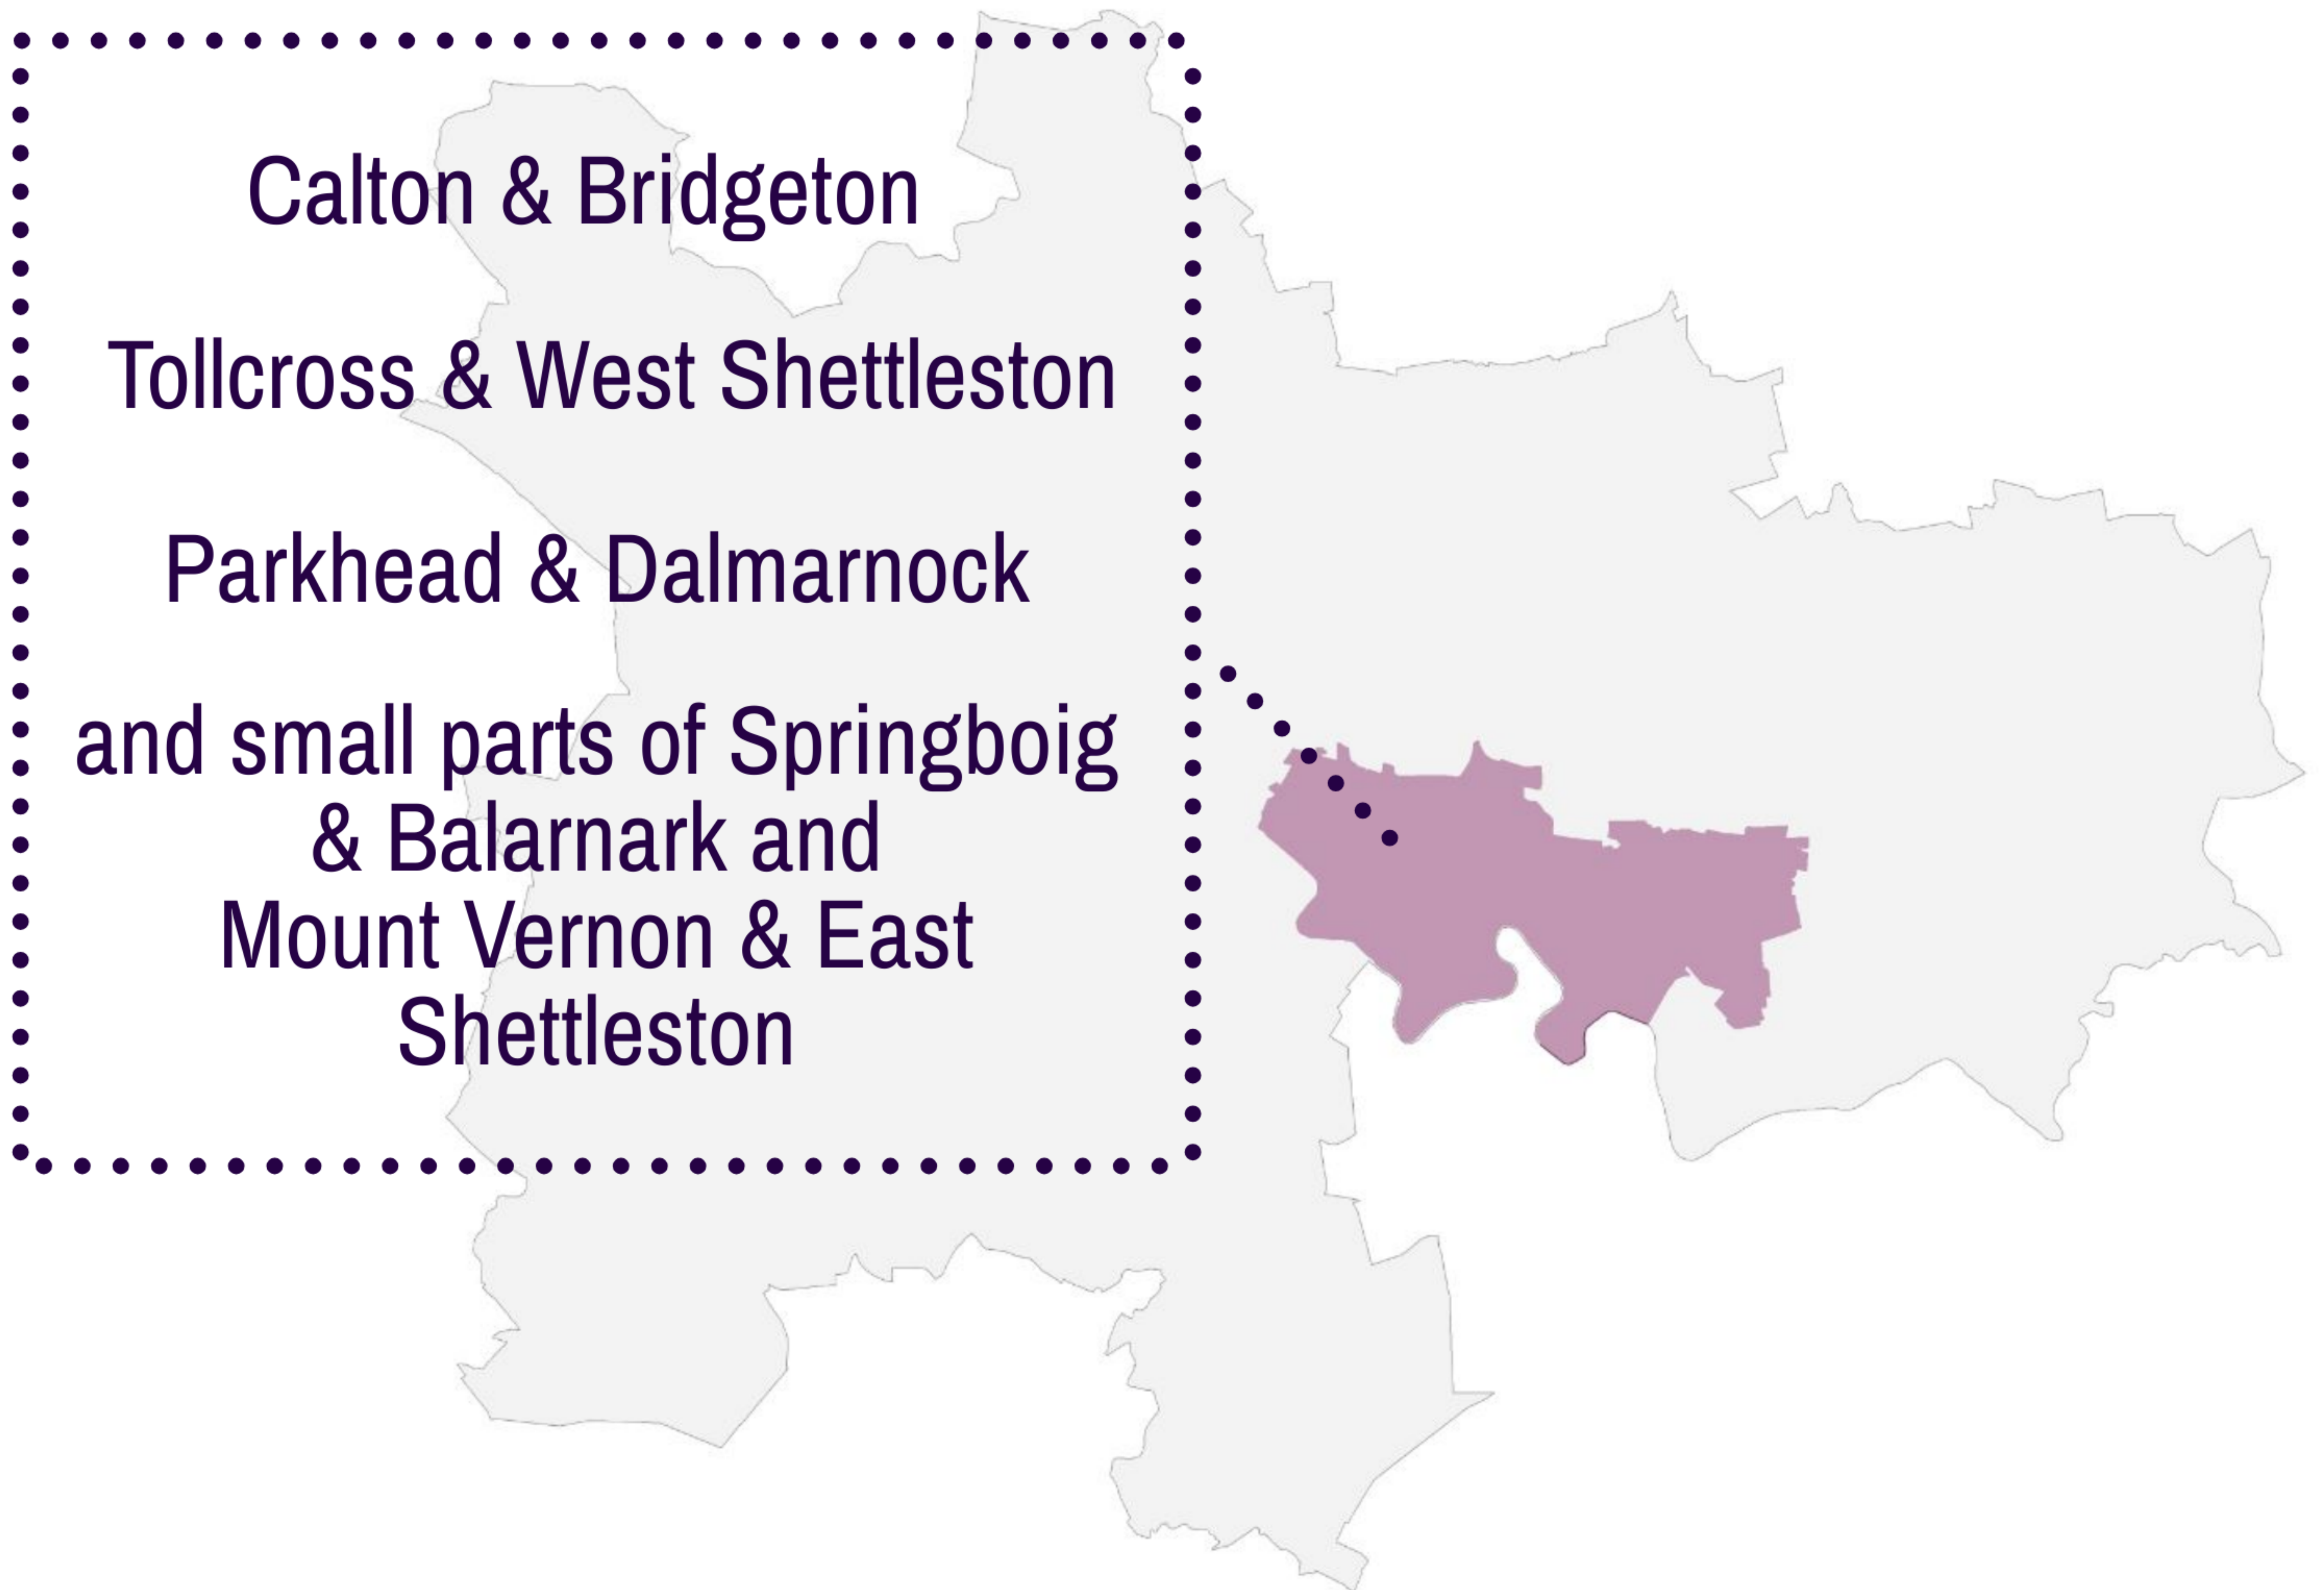 Calton & Bridgeton
Tollcross & West Shettleston
Parkhead & Dalmarnock
and small parts of Springboig
& Balarnark and
Mount Vernon & East
Shettleston